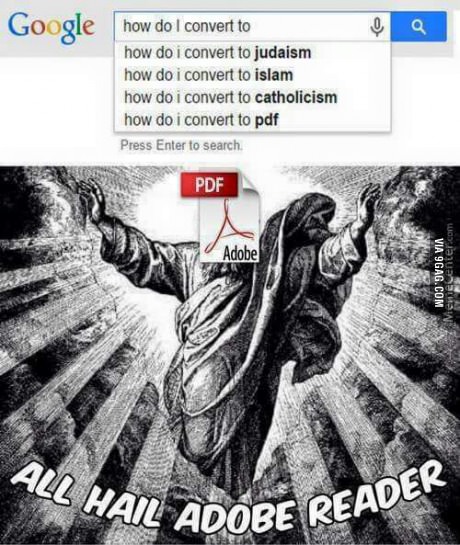 Google
how do I convert to
how do i convert to judaism
how do i convert to islam
how do i convert to catholicism
how do i convert to pdf
Press Enter to search.
PDF
Adobe
VIA 9GAG.COM
Memecenter.com
ALL HAIL ADOBE READER